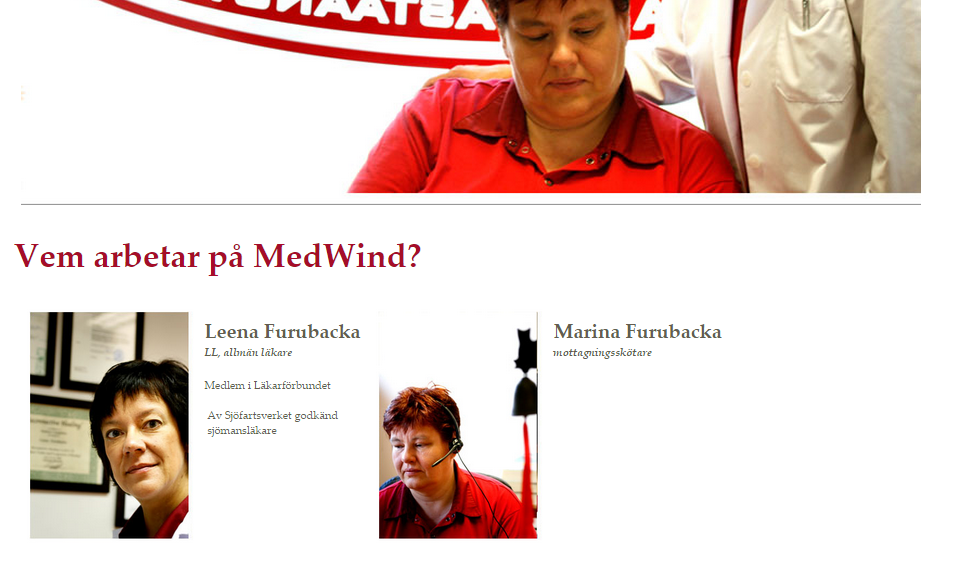 Vem arbetar på MedWind?
Leena Furubacka
LL, allmän läkare
Medlem i Läkarförbundet
Av Sjöfartsverket godkänd
sjömansläkare
Marina Furubacka
mottagningsskötare